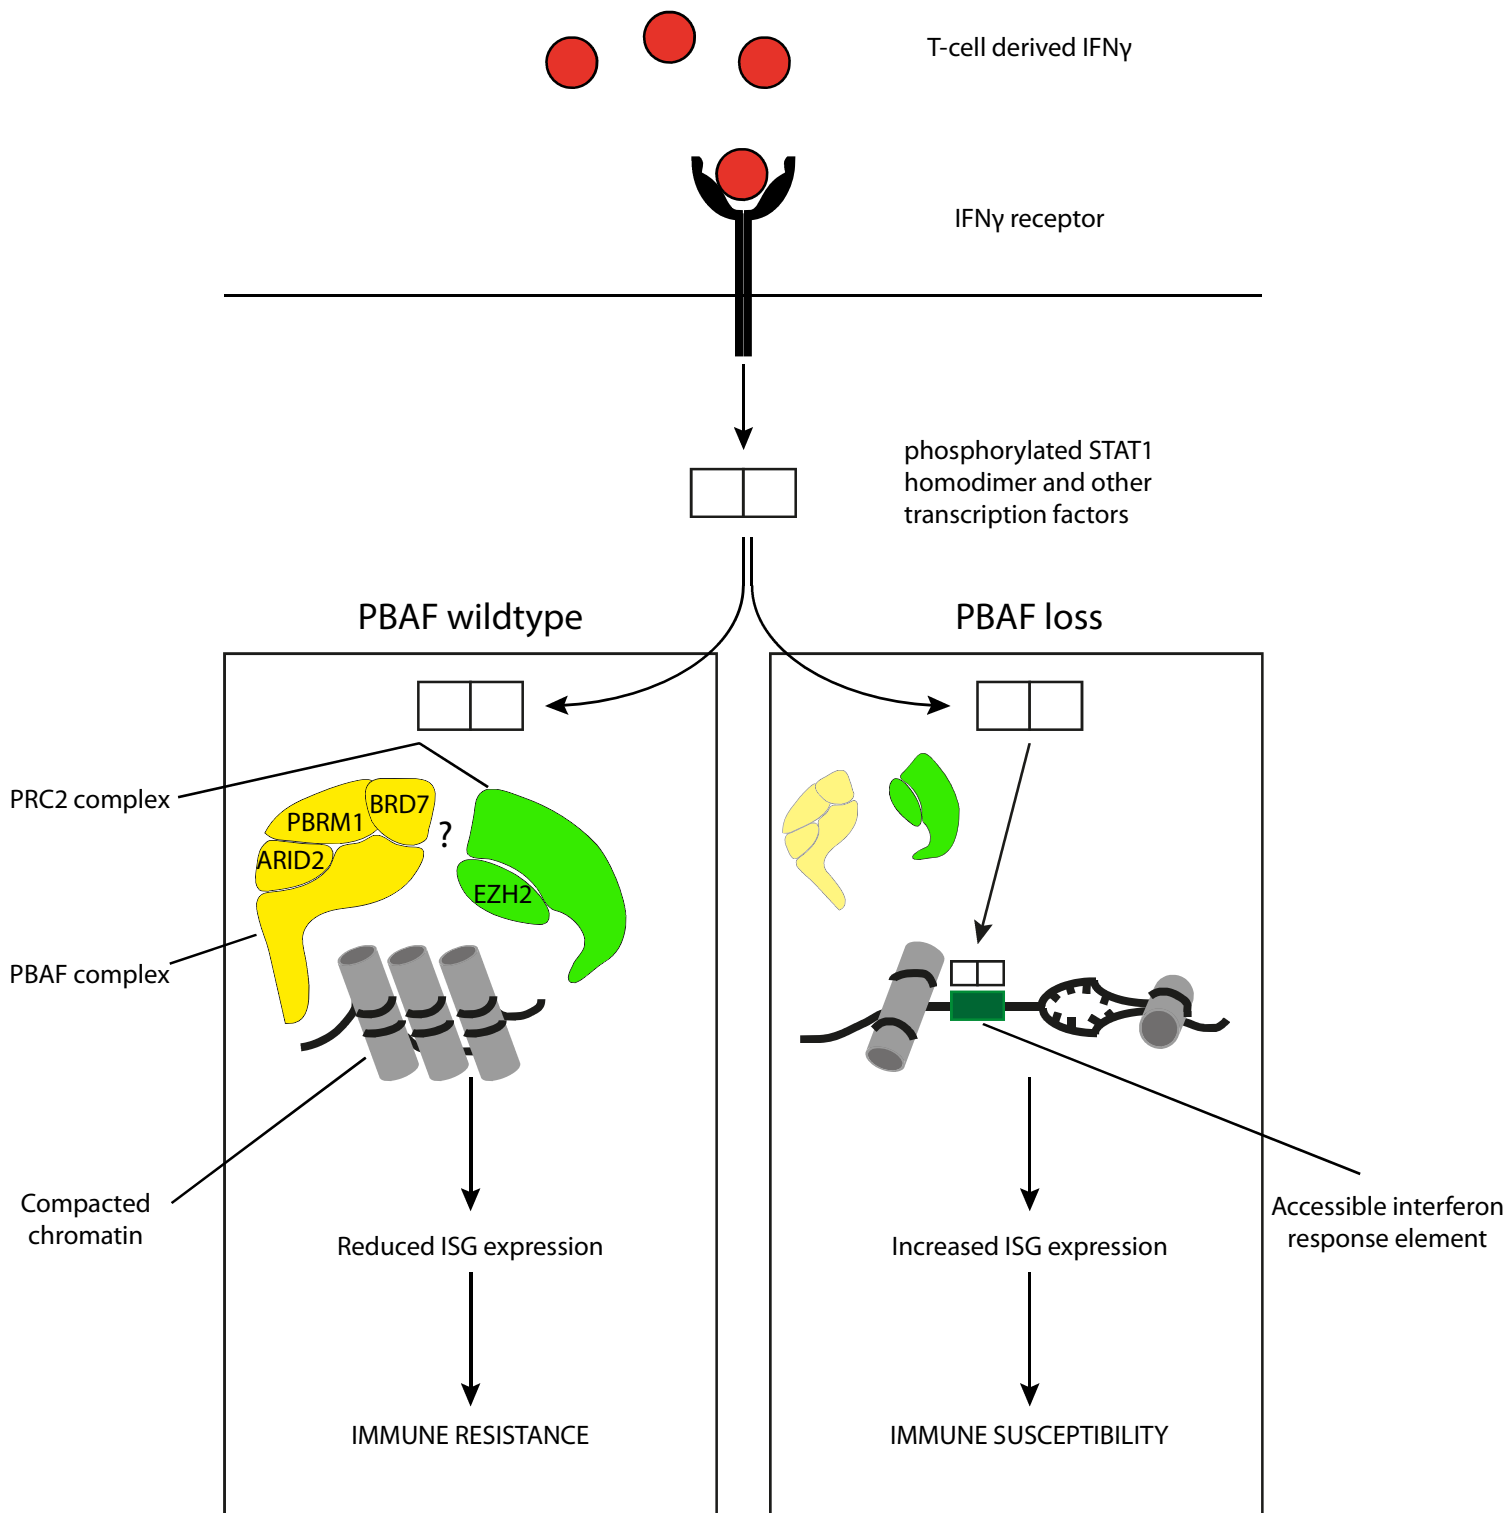 T-cell derived IFNγ
IFNγ receptor
phosphorylated STAT1
homodimer and other
transcription factors
PBAF wildtype
PBAF loss
PRC2 complex
BRD7
PBRM1
?
ARID2
EZH2
PBAF complex
Compacted
chromatin
Accessible interferon
response element
Reduced ISG expression
Increased ISG expression
IMMUNE RESISTANCE
IMMUNE SUSCEPTIBILITY